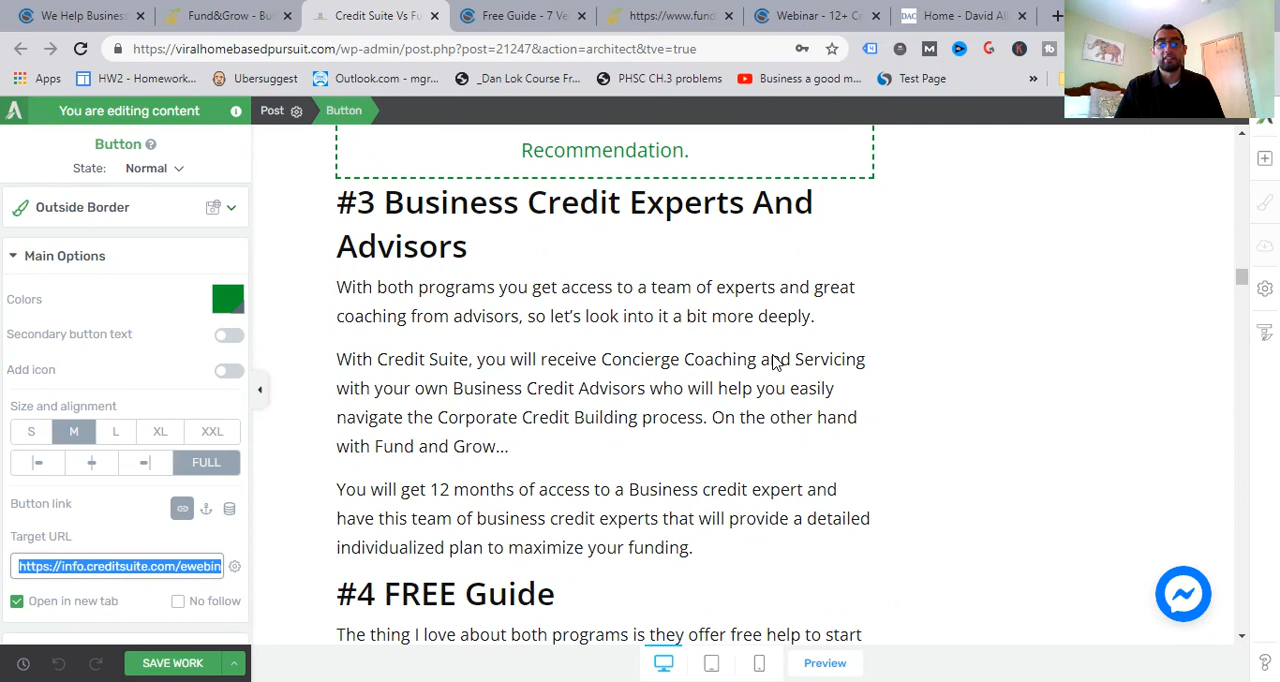 We Help Business
Fund&Grow - Bu
Credit Suite Vs Fu
Free Guide - 7 Ve
https://www.fund
Webinar - 12+ C
Home - David All
https://viralhomebasedpursuit.com/wp-admin/post.php?post=21247&action=architect&tve=true
Apps
HW2 - Homework...
Ubersuggest
Outlook.com - mgr...
_Dan Lok Course Fr...
PHSC CH.3 problems
Business a good m...
Test Page
»
You are editing content
Post
Button
Button
State: Normal
Outside Border
Main Options
Colors
Secondary button text
Add icon
Size and alignment
S M L XL XXL
FULL
Button link
Target URL
https://info.creditsuite.com/ewebin
Open in new tab
No follow
SAVE WORK
Recommendation.
#3 Business Credit Experts And
Advisors
With both programs you get access to a team of experts and great
coaching from advisors, so let's look into it a bit more deeply.
With Credit Suite, you will receive Concierge Coaching and Servicing
with your own Business Credit Advisors who will help you easily
navigate the Corporate Credit Building process. On the other hand
with Fund and Grow...
You will get 12 months of access to a Business credit expert and
have this team of business credit experts that will provide a detailed
individualized plan to maximize your funding.
#4 FREE Guide
The thing I love about both programs is they offer free help to start
Preview